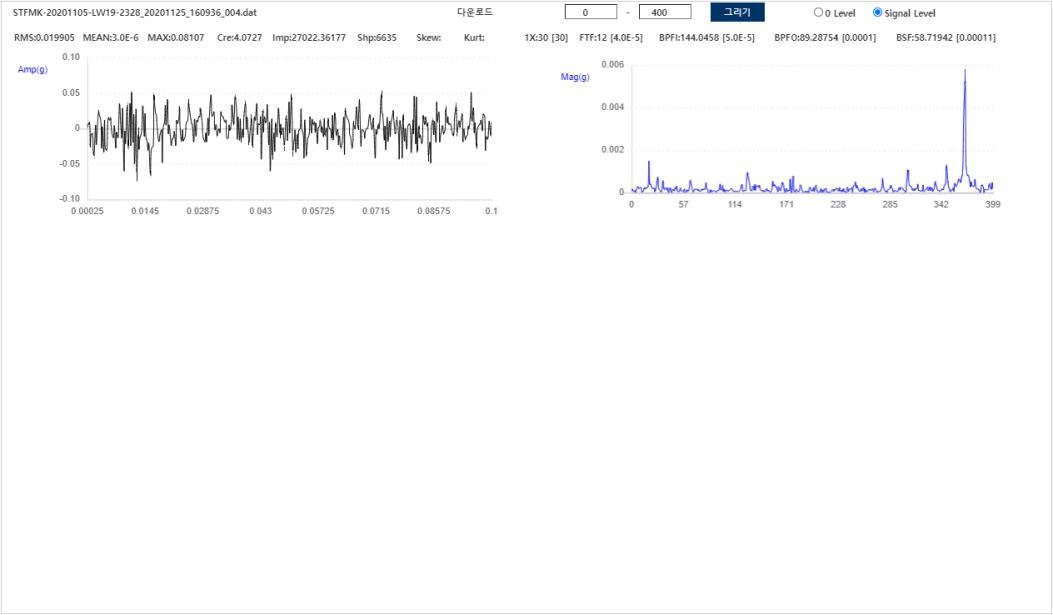 STFMK-20201105-LW19-2328_20201125_160936_004.dat 다운로드 0 - 400 그리기 0 Level Signal Level
RMS:0.019905 MEAN:3.0E-6 MAX:0.08107 Cre:4.0727 Imp:27022.36177 Shp:6635 Skew: Kurt: 1X:30 [30] FTF:12 [4.0E-5] BPFI:144.0458 [5.0E-5] BPFO:89.28754 [0.0001] BSF:58.71942 [0.00011]
Amp(g)
0.10
0.05
0
-0.05
-0.10
0.00025 0.0145 0.02875 0.043 0.05725 0.0715 0.08575 0.1
Mag(g)
0.006
0.004
0.002
0
0 57 114 171 228 285 342 399